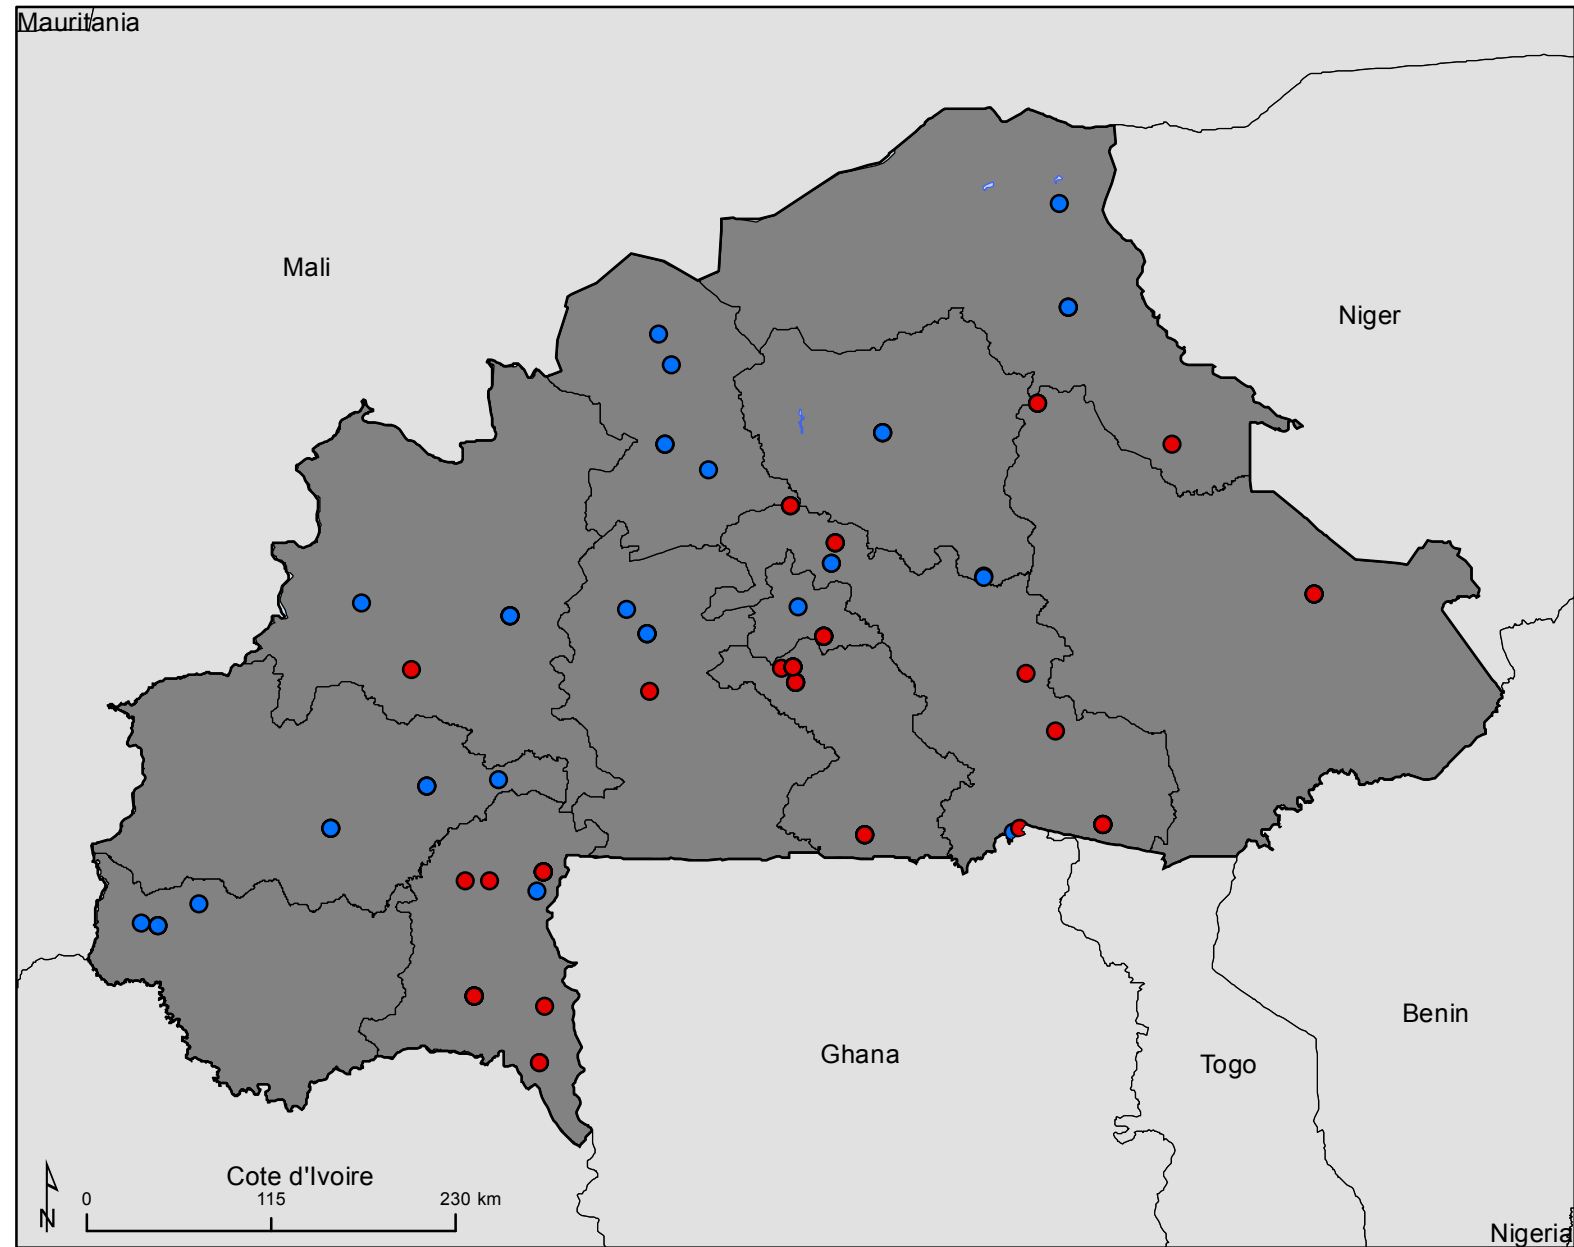 Mauritania
Mali
Niger
Benin
Ghana
Togo
Cote d'Ivoire
0 115 230 km
N
Nigeria